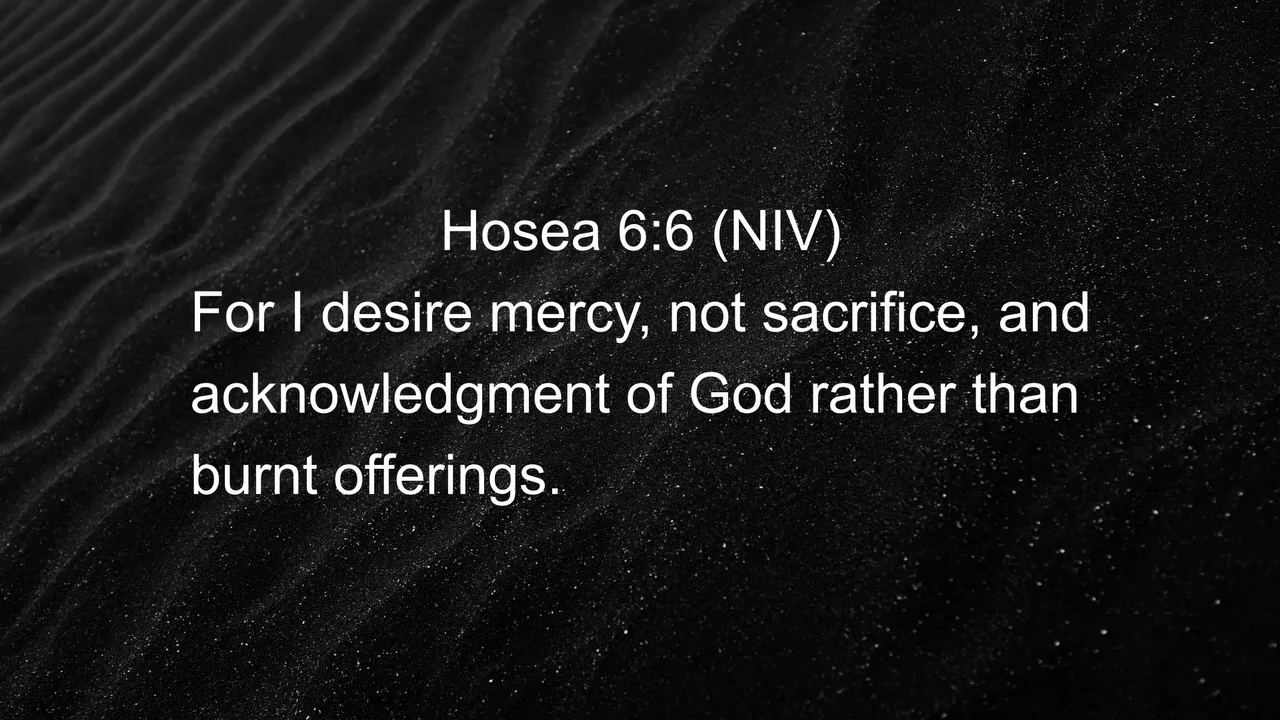 Hosea 6:6 (NIV)
For I desire mercy, not sacrifice, and
acknowledgment of God rather than
burnt offerings.